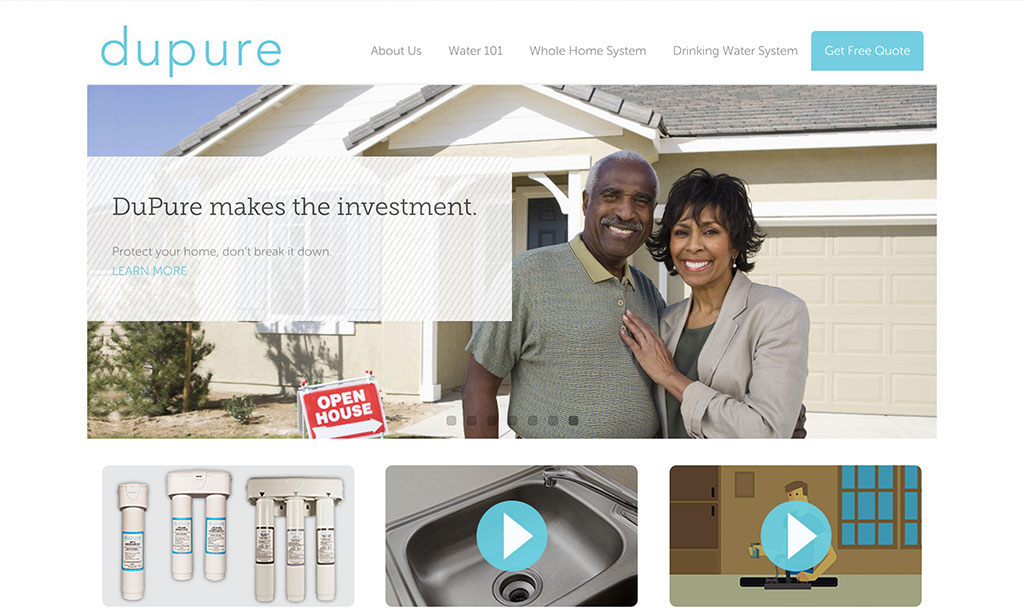 dupure
About Us
Water 101
Whole Home System
Drinking Water System
Get Free Quote
DuPure makes the investment.
Protect your home, don't break it down.
LEARN MORE
OPEN
HOUSE
dupure